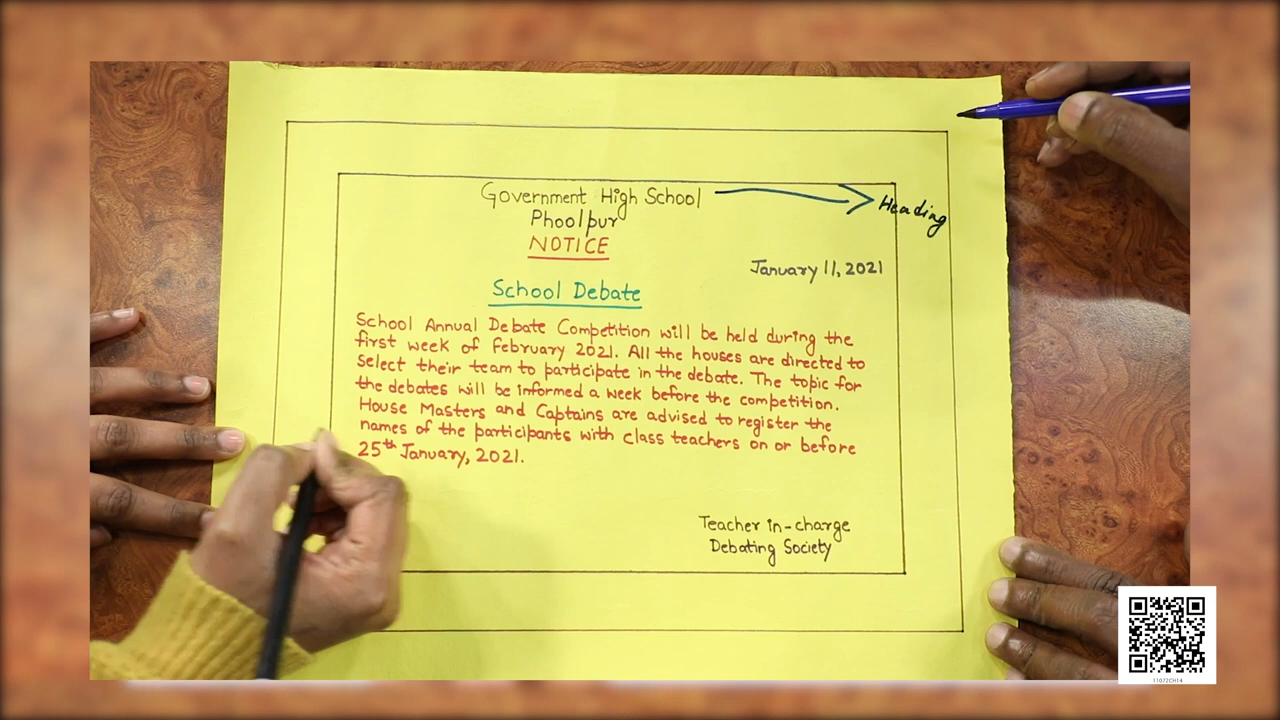 Government High School
Heading
Phoolpur
NOTICE
January 11, 2021
School Debate
School Annual Debate Competition will be held during the
first week of February 2021. All the houses are directed to
select their team to participate in the debate. The topic for
the debates will be informed a week before the competition.
House Masters and Captains are advised to register the
names of the participants with class teachers on or before
25th January, 2021.
Teacher in-charge
Debating Society
11072CH14